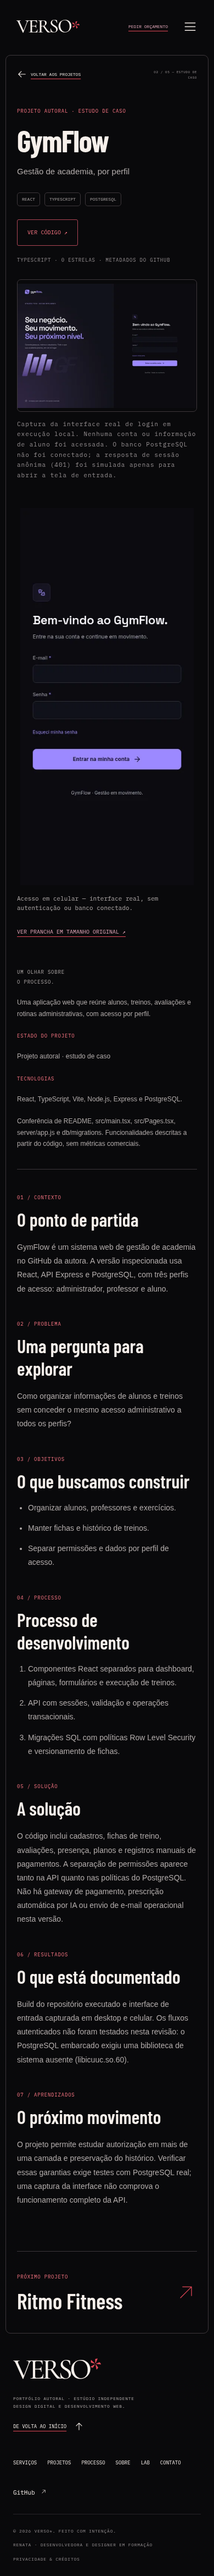 VERSO
PEDIR ORÇAMENTO
VOLTAR AOS PROJETOS
PROJETO AUTORAL · ESTUDO DE CASO
GymFlow
Gestão de academia, por perfil
REACT
TYPESCRIPT
POSTGRESQL
VER CÓDIGO ↗
TYPESCRIPT · 0 ESTRELAS · METADADOS DO GITHUB
Seu negócio.
Seu movimento.
Seu próximo nível.
Bem-vindo ao GymFlow.
Captura da interface real de login em
execução local. Nenhuma conta ou informação
de aluno foi acessada. O banco PostgreSQL
não foi conectado; a resposta de sessão
anônima (401) foi simulada apenas para
abrir a tela de entrada.
Bem-vindo ao GymFlow.
Entre na sua conta e continue em movimento.
E-mail *
Senha *
Esqueci minha senha
Entrar na minha conta →
GymFlow · Gestão em movimento.
Acesso em celular — interface real, sem
autenticação ou banco conectado.
VER PRANCHA EM TAMANHO ORIGINAL ↗
UM OLHAR SOBRE
O PROCESSO.
Uma aplicação web que reúne alunos, treinos, avaliações e
rotinas administrativas, com acesso por perfil.
ESTADO DO PROJETO
Projeto autoral · estudo de caso
TECNOLOGIAS
React, TypeScript, Vite, Node.js, Express e PostgreSQL.
Conferência de README, src/main.tsx, src/Pages.tsx,
server/app.js e db/migrations. Funcionalidades descritas a
partir do código, sem métricas comerciais.
01 / CONTEXTO
O ponto de partida
GymFlow é um sistema web de gestão de academia
no GitHub da autora. A versão inspecionada usa
React, API Express e PostgreSQL, com três perfis
de acesso: administrador, professor e aluno.
02 / PROBLEMA
Uma pergunta para
explorar
Como organizar informações de alunos e treinos
sem conceder o mesmo acesso administrativo a
todos os perfis?
03 / OBJETIVOS
O que buscamos construir
• Organizar alunos, professores e exercícios.
• Manter fichas e histórico de treinos.
• Separar permissões e dados por perfil de
acesso.
04 / PROCESSO
Processo de
desenvolvimento
1. Componentes React separados para dashboard,
páginas, formulários e execução de treinos.
2. API com sessões, validação e operações
transacionais.
3. Migrações SQL com políticas Row Level Security
e versionamento de fichas.
05 / SOLUÇÃO
A solução
O código inclui cadastros, fichas de treino,
avaliações, presença, planos e registros manuais de
pagamentos. A separação de permissões aparece
tanto na API quanto nas políticas do PostgreSQL.
Não há gateway de pagamento, prescrição
automática por IA ou envio de e-mail operacional
nesta versão.
06 / RESULTADOS
O que está documentado
Build do repositório executado e interface de
entrada capturada em desktop e celular. Os fluxos
autenticados não foram testados nesta revisão: o
PostgreSQL embarcado exigiu uma biblioteca de
sistema ausente (libicuuc.so.60).
07 / APRENDIZADOS
O próximo movimento
O projeto permite estudar autorização em mais de
uma camada e preservação do histórico. Verificar
essas garantias exige testes com PostgreSQL real;
uma captura da interface não comprova o
funcionamento completo da API.
PRÓXIMO PROJETO
Ritmo Fitness
VERSO
PORTFÓLIO AUTORAL · ESTÚDIO INDEPENDENTE
DESIGN DIGITAL E DESENVOLVIMENTO WEB.
DE VOLTA AO INÍCIO ↑
SERVIÇOS PROJETOS PROCESSO SOBRE LAB CONTATO
GitHub ↗
© 2026 VERSO®. FEITO COM INTENÇÃO.
RENATA · DESENVOLVEDORA E DESIGNER EM FORMAÇÃO
PRIVACIDADE & CRÉDITOS